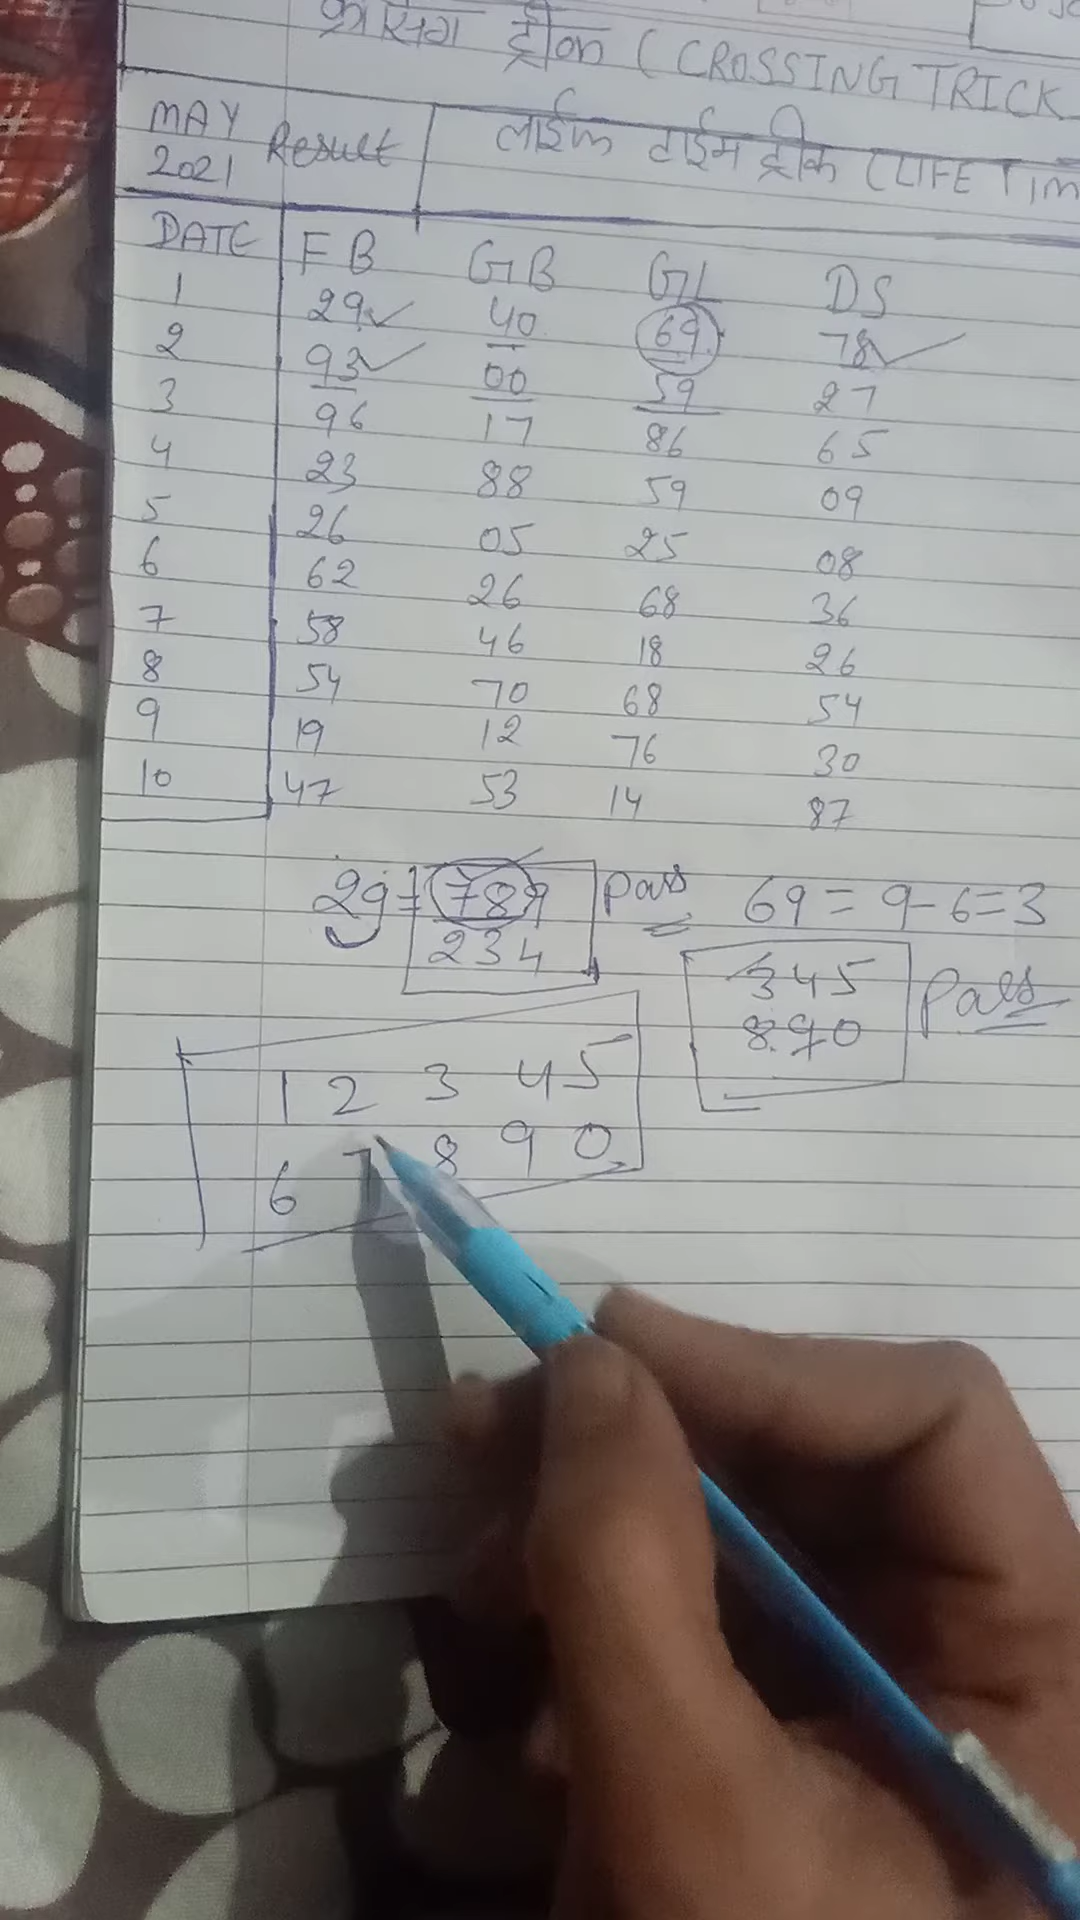 क्रासिंग ट्रीक (CROSSING TRICK
MAY 2021 Result लाईफ टाईम ट्रीक (LIFE TIM
DATE FB GB GL DS
1 29 40 69 78
2 93 00 59 27
3 96 17 86 65
4 23 88 59 09
5 26 05 25 08
6 62 26 68 36
7 58 46 18 26
8 54 70 68 54
9 19 12 76 30
10 47 53 14 87
29= 789 Pass 69 = 9-6=3
234
345
890 Pass
1 2 3 4 5
6 7 8 9 0